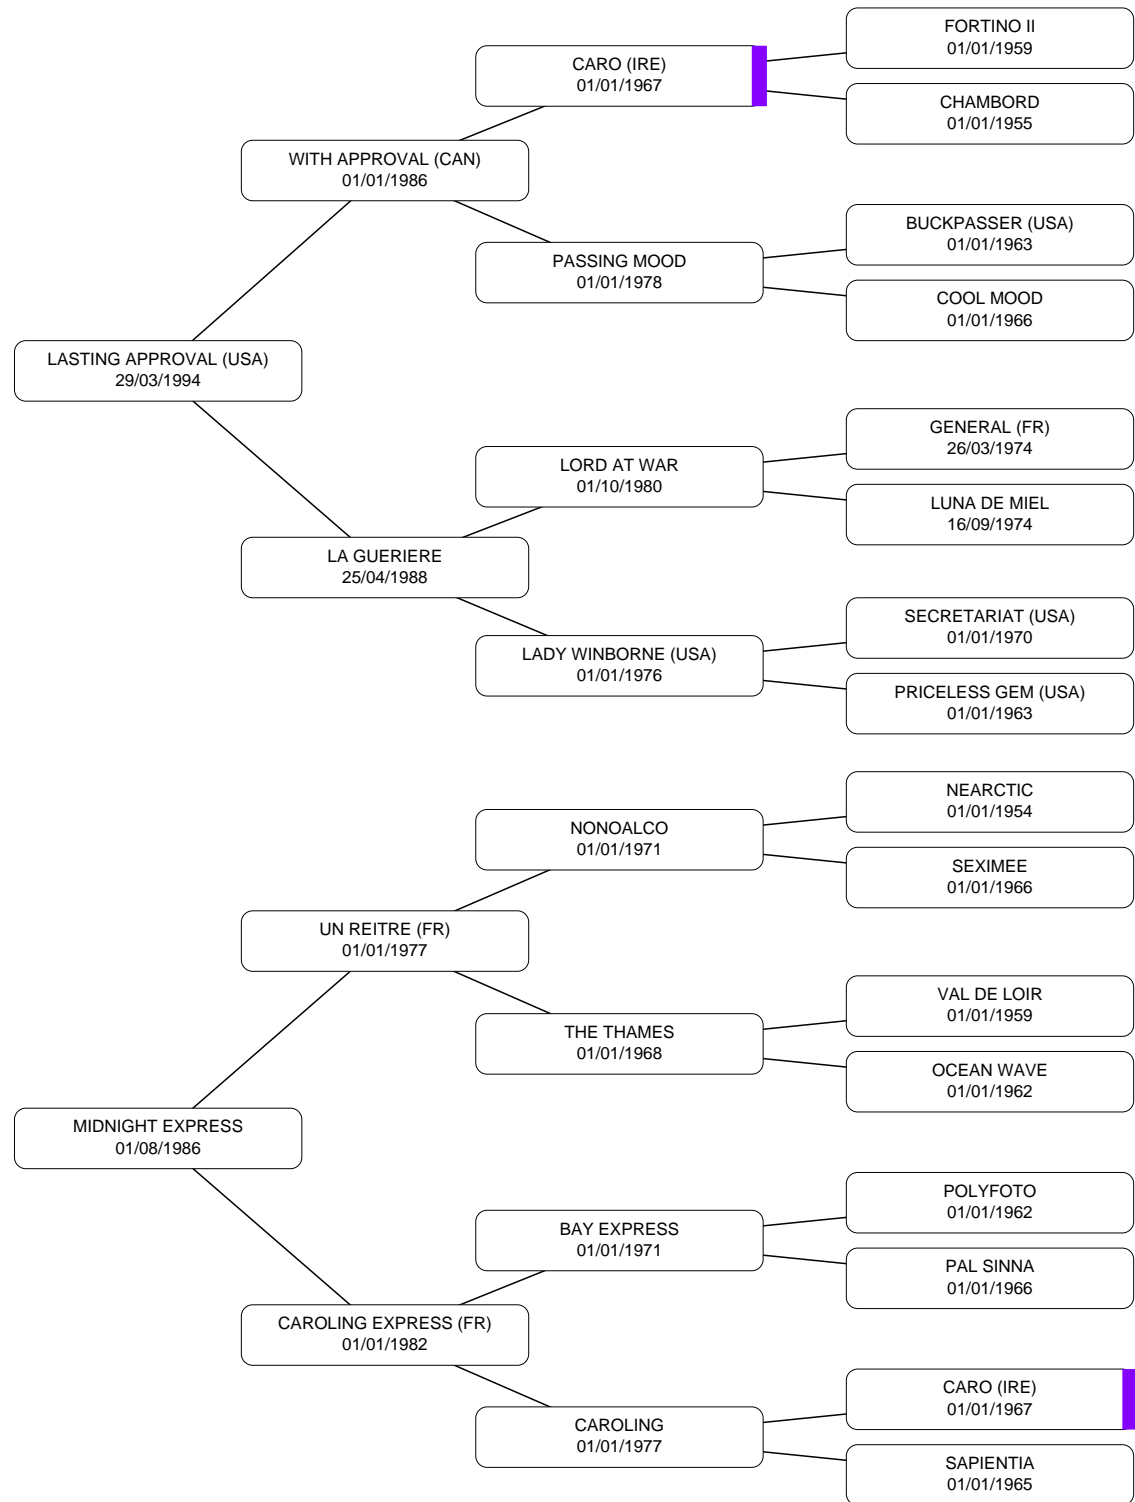 FORTINO II
01/01/1959
CARO (IRE)
01/01/1967
CHAMBORD
01/01/1955
WITH APPROVAL (CAN)
01/01/1986
BUCKPASSER (USA)
01/01/1963
PASSING MOOD
01/01/1978
COOL MOOD
01/01/1966
LASTING APPROVAL (USA)
29/03/1994
GENERAL (FR)
26/03/1974
LORD AT WAR
01/10/1980
LUNA DE MIEL
16/09/1974
LA GUERIERE
25/04/1988
SECRETARIAT (USA)
01/01/1970
LADY WINBORNE (USA)
01/01/1976
PRICELESS GEM (USA)
01/01/1963
NEARCTIC
01/01/1954
NONOALCO
01/01/1971
SEXIMEE
01/01/1966
UN REITRE (FR)
01/01/1977
VAL DE LOIR
01/01/1959
THE THAMES
01/01/1968
OCEAN WAVE
01/01/1962
MIDNIGHT EXPRESS
01/08/1986
POLYFOTO
01/01/1962
BAY EXPRESS
01/01/1971
PAL SINNA
01/01/1966
CAROLING EXPRESS (FR)
01/01/1982
CARO (IRE)
01/01/1967
CAROLING
01/01/1977
SAPIENTIA
01/01/1965